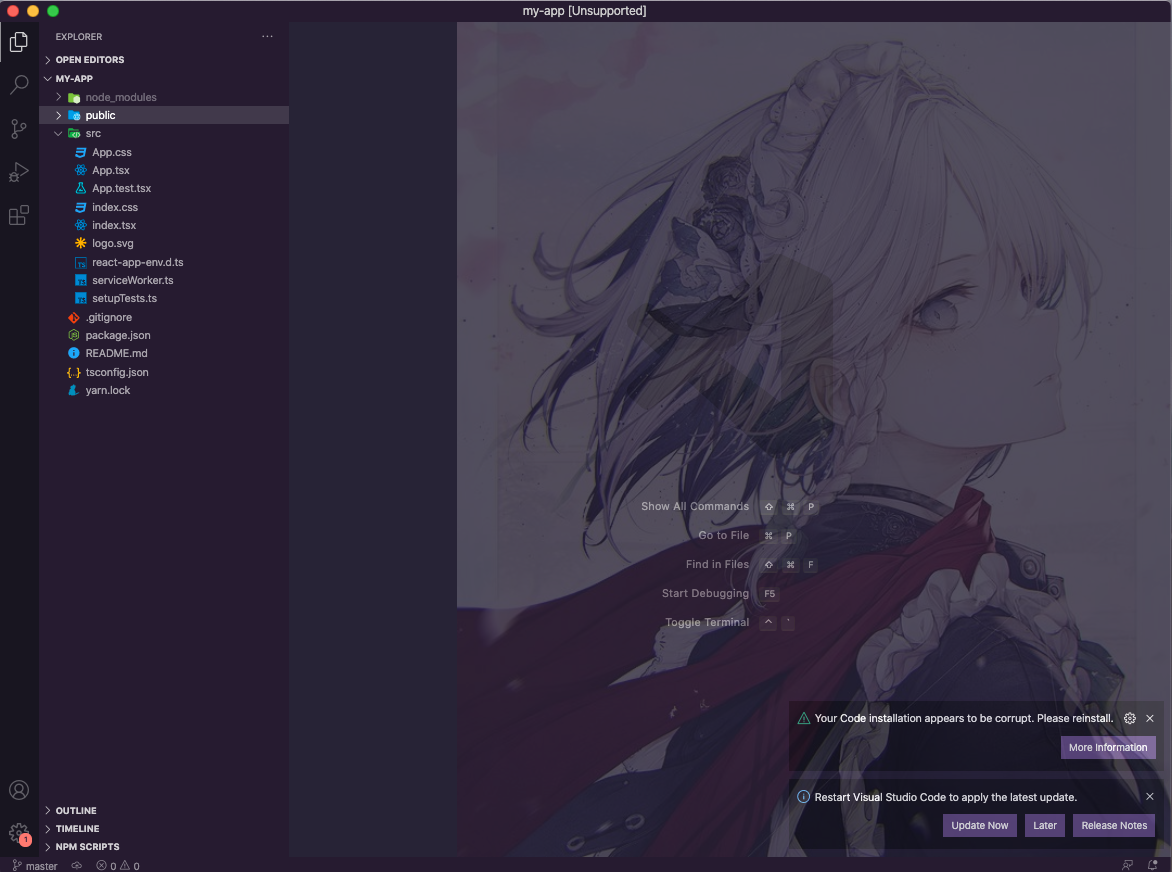 my-app [Unsupported]
EXPLORER
OPEN EDITORS
MY-APP
node_modules
public
src
App.css
App.tsx
App.test.tsx
index.css
index.tsx
logo.svg
react-app-env.d.ts
serviceWorker.ts
setupTests.ts
.gitignore
package.json
README.md
tsconfig.json
yarn.lock
Show All Commands ⇧ ⌘ P
Go to File ⌘ P
Find in Files ⇧ ⌘ F
Start Debugging F5
Toggle Terminal ^ '
Your Code installation appears to be corrupt. Please reinstall.
More Information
Restart Visual Studio Code to apply the latest update.
Update Now Later Release Notes
OUTLINE
TIMELINE
NPM SCRIPTS
1
master 0 0